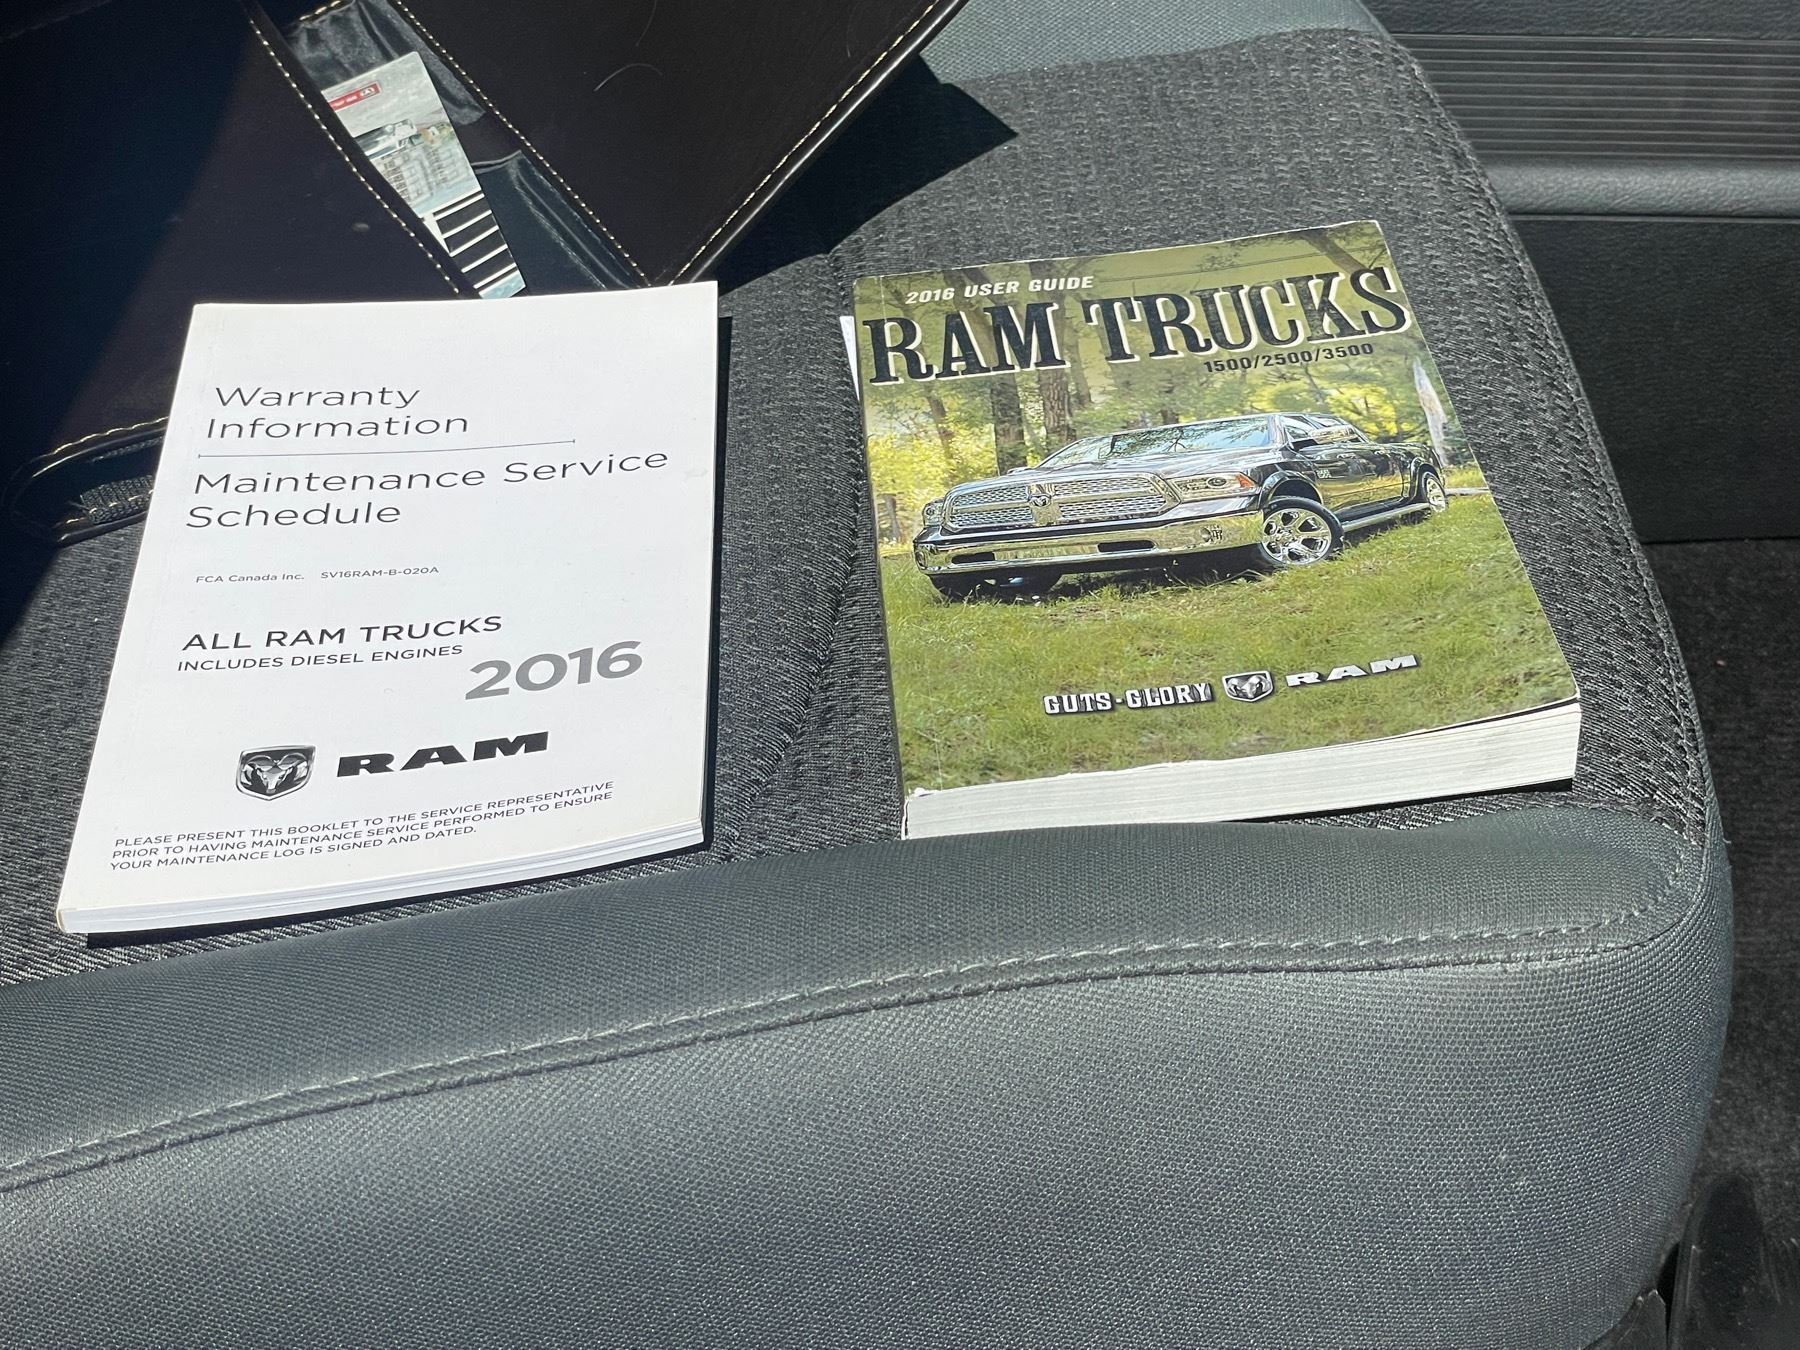 Warranty
Information
Maintenance Service
Schedule
FCA Canada Inc. SV16RAM-B-020A
ALL RAM TRUCKS
INCLUDES DIESEL ENGINES
2016
RAM
PLEASE PRESENT THIS BOOKLET TO THE SERVICE REPRESENTATIVE
PRIOR TO HAVING MAINTENANCE SERVICE PERFORMED TO ENSURE
YOUR MAINTENANCE LOG IS SIGNED AND DATED.
2016 USER GUIDE
RAM TRUCKS
1500/2500/3500
GUTS·GLORY RAM